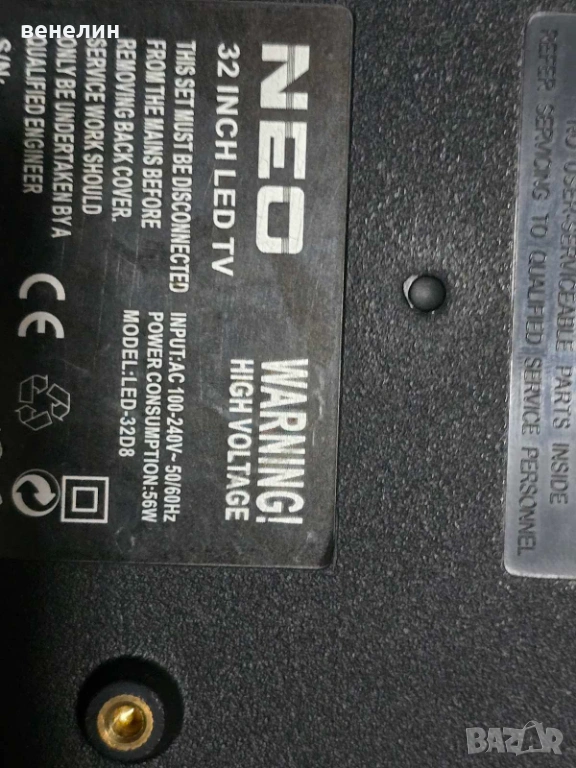 венелин
NEO
32 INCH LED TV
THIS SET MUST BE DISCONNECTED
FROM THE MAINS BEFORE
REMOVING BACK COVER.
SERVICE WORK SHOULD
ONLY BE UNDERTAKEN BY A
QUALIFIED ENGINEER
S/N:
WARNING!
HIGH VOLTAGE
INPUT:AC 100-240V~ 50/60Hz
POWER CONSUMPTION:56W
MODEL:LED-32D8
CE
USER-SERVICEABLE PARTS INSIDE
REFER SERVICING TO QUALIFIED SERVICE PERSONNEL
BAZAR